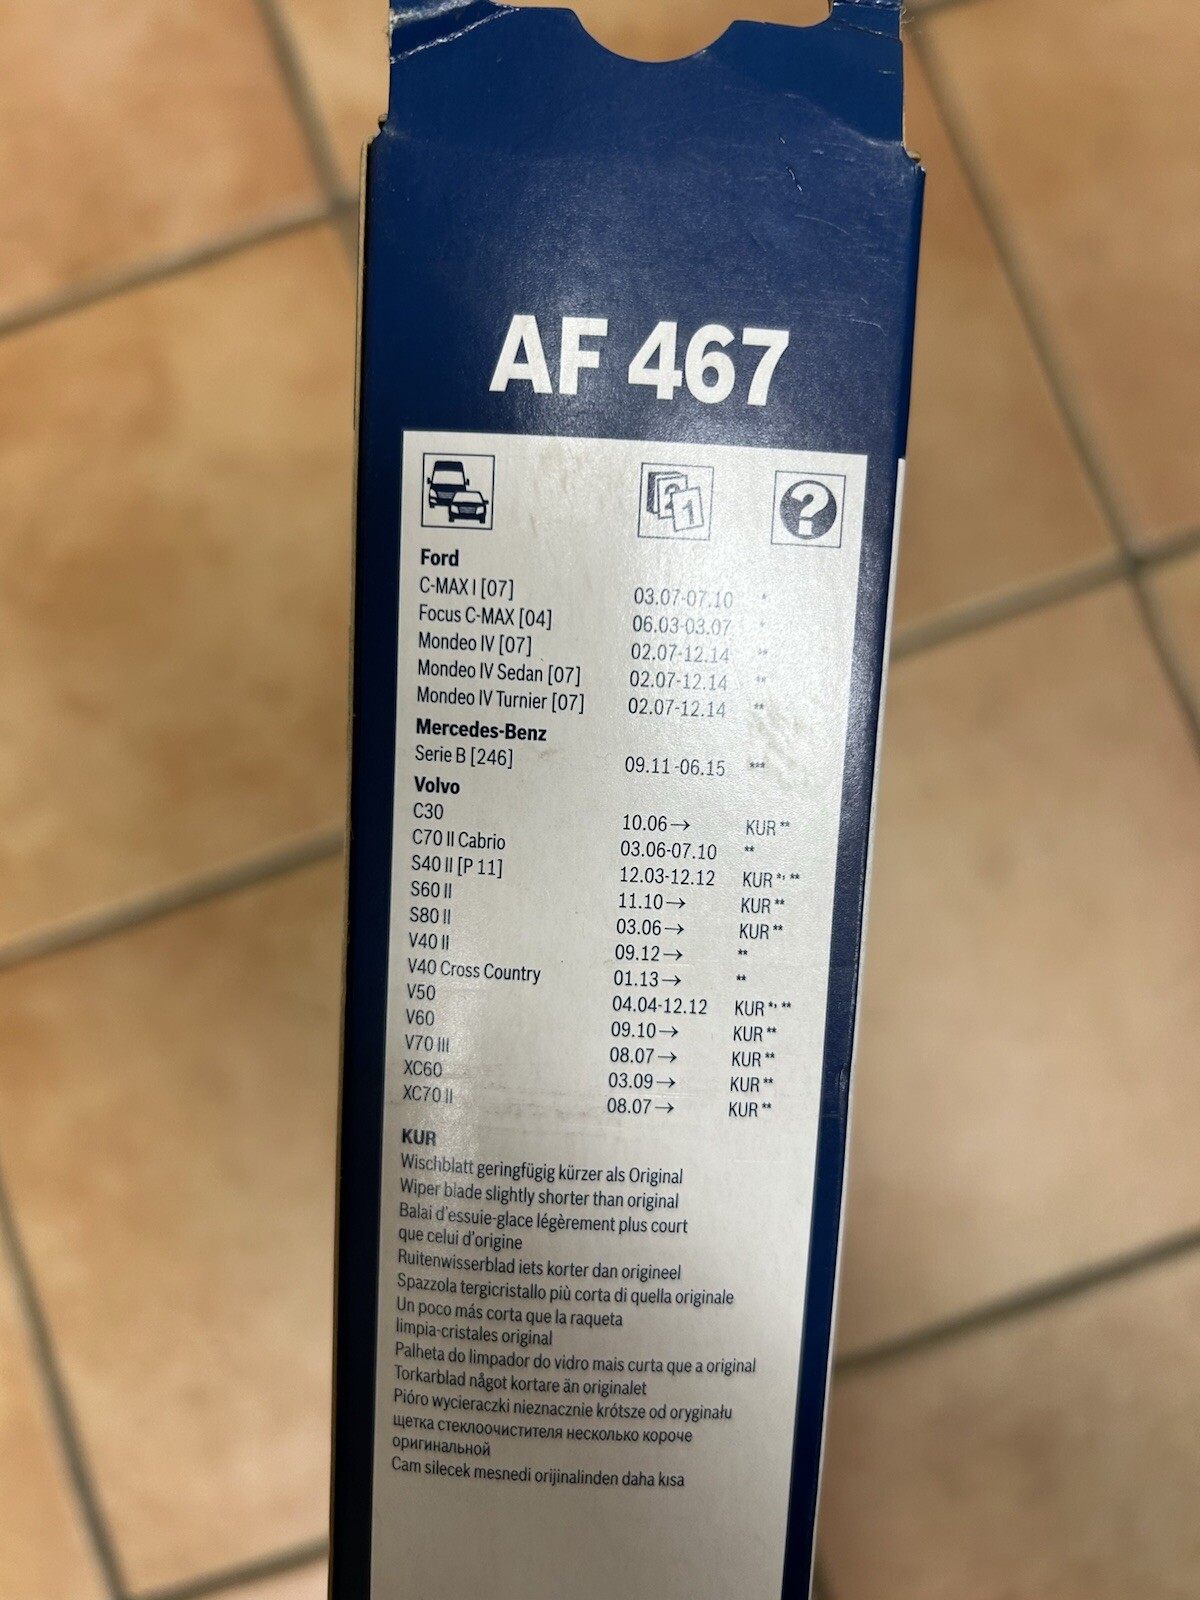 AF 467
2 1 ?
Ford
C-MAX I [07] 03.07-07.10 *
Focus C-MAX [04] 06.03-03.07 *
Mondeo IV [07] 02.07-12.14 **
Mondeo IV Sedan [07] 02.07-12.14 **
Mondeo IV Turnier [07] 02.07-12.14 **
Mercedes-Benz
Serie B [246] 09.11-06.15 ***
Volvo
C30 10.06→ KUR **
C70 II Cabrio 03.06-07.10 **
S40 II [P 11] 12.03-12.12 KUR *, **
S60 II 11.10→ KUR **
S80 II 03.06→ KUR **
V40 II 09.12→ **
V40 Cross Country 01.13→ **
V50 04.04-12.12 KUR *, **
V60 09.10→ KUR **
V70 III 08.07→ KUR **
XC60 03.09→ KUR **
XC70 II 08.07→ KUR **
KUR
Wischblatt geringfügig kürzer als Original
Wiper blade slightly shorter than original
Balai d'essuie-glace légèrement plus court
que celui d'origine
Ruitenwisserblad iets korter dan origineel
Spazzola tergicristallo più corta di quella originale
Un poco más corta que la raqueta
limpia-cristales original
Palheta do limpador do vidro mais curta que a original
Torkarblad något kortare än originalet
Pióro wycieraczki nieznacznie krótsze od oryginału
щетка стеклоочистителя несколько короче
оригинальной
Cam silecek mesnedi orijinalinden daha kısa